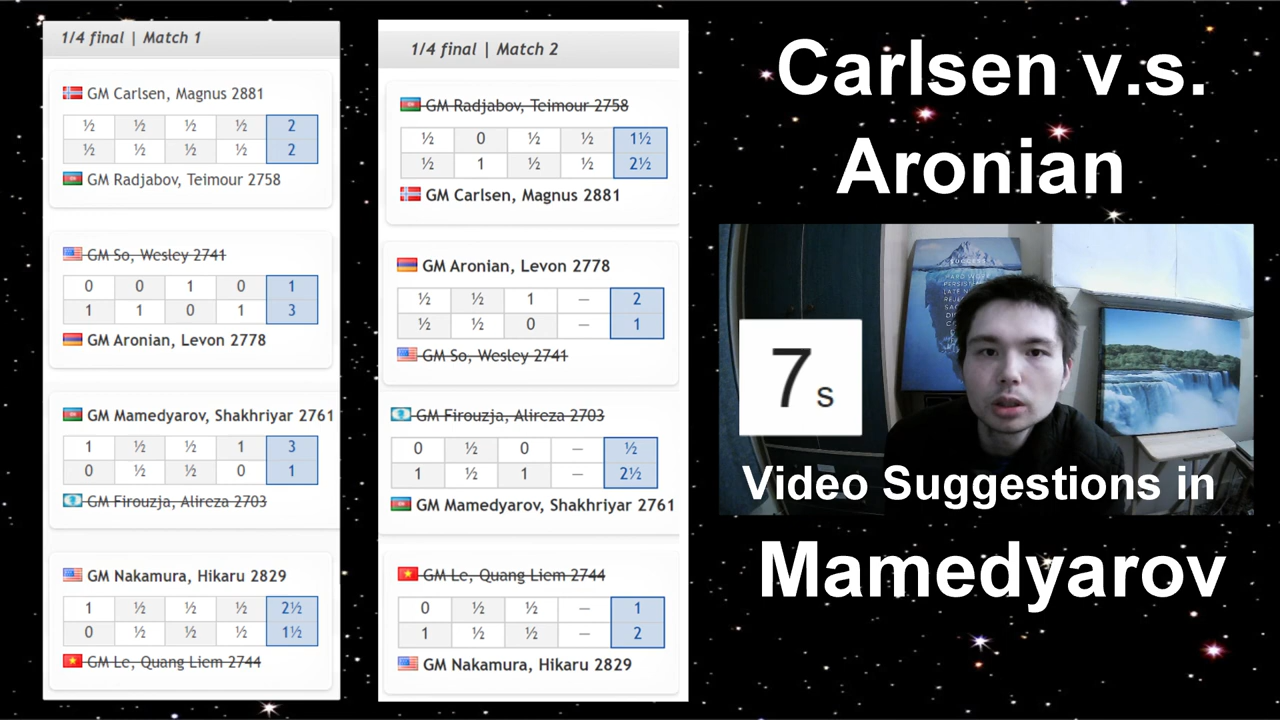 1/4 final | Match 1
GM Carlsen, Magnus 2881
½ ½ ½ ½ 2
½ ½ ½ ½ 2
GM Radjabov, Teimour 2758
GM So, Wesley 2741
0 0 1 0 1
1 1 0 1 3
GM Aronian, Levon 2778
GM Mamedyarov, Shakhriyar 2761
1 ½ ½ 1 3
0 ½ ½ 0 1
GM Firouzja, Alireza 2703
GM Nakamura, Hikaru 2829
1 ½ ½ ½ 2½
0 ½ ½ ½ 1½
GM Le, Quang Liem 2744
1/4 final | Match 2
GM Radjabov, Teimour 2758
½ 0 ½ ½ 1½
½ 1 ½ ½ 2½
GM Carlsen, Magnus 2881
GM Aronian, Levon 2778
½ ½ 1 — 2
½ ½ 0 — 1
GM So, Wesley 2741
GM Firouzja, Alireza 2703
0 ½ 0 — ½
1 ½ 1 — 2½
GM Mamedyarov, Shakhriyar 2761
GM Le, Quang Liem 2744
0 ½ ½ — 1
1 ½ ½ — 2
GM Nakamura, Hikaru 2829
Carlsen v.s.
Aronian
SUCCESS
HARD WORK
7 s
Video Suggestions in
Mamedyarov